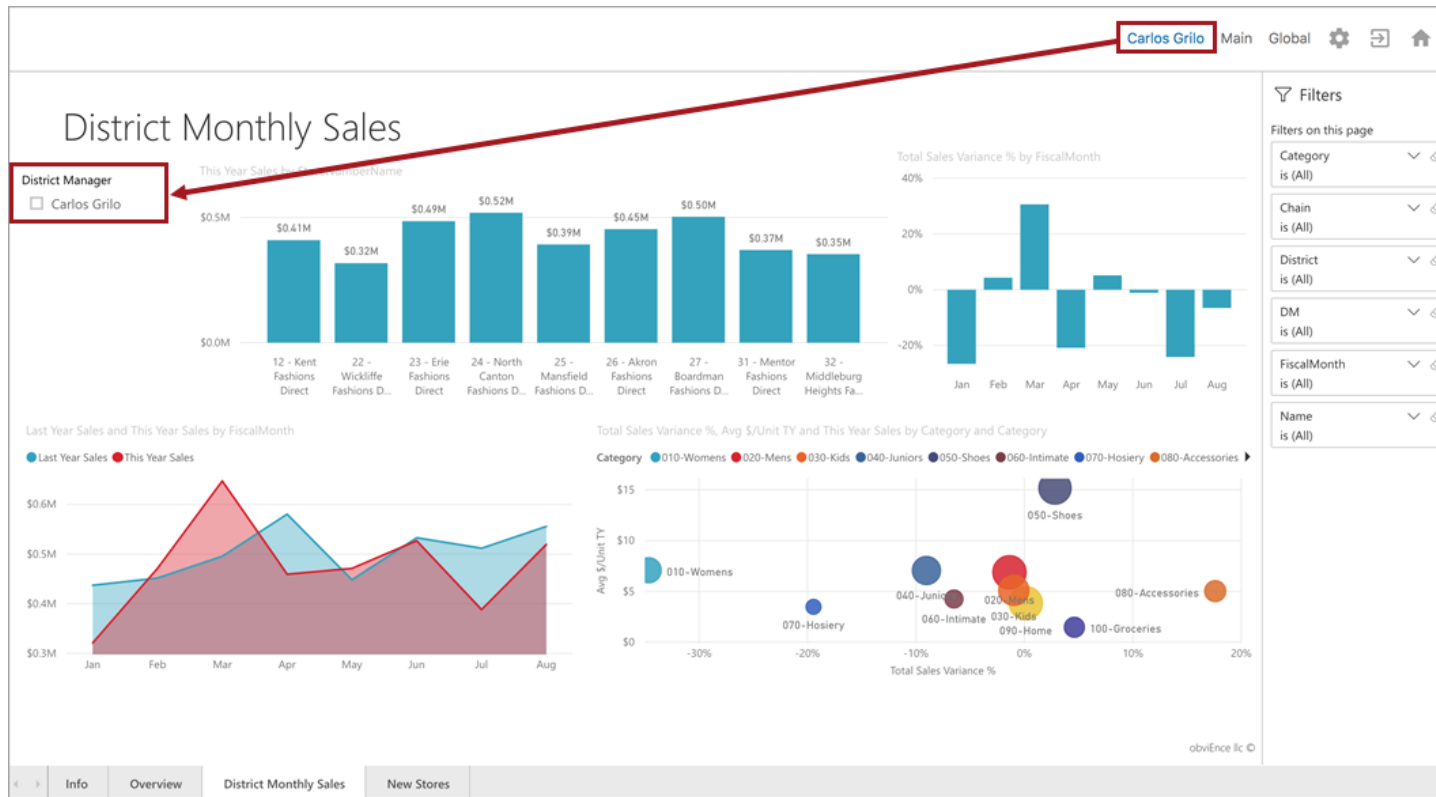 Carlos Grilo Main Global
District Monthly Sales
District Manager
Carlos Grilo
This Year Sales by StoreNumberName
$0.5M
$0.0M
$0.41M
$0.32M
$0.49M
$0.52M
$0.39M
$0.45M
$0.50M
$0.37M
$0.35M
12 - Kent
Fashions
Direct
22 -
Wickliffe
Fashions D...
23 - Erie
Fashions
Direct
24 - North
Canton
Fashions D...
25 -
Mansfield
Fashions D...
26 - Akron
Fashions
Direct
27 -
Boardman
Fashions D...
31 - Mentor
Fashions
Direct
32 -
Middleburg
Heights Fa...
Total Sales Variance % by FiscalMonth
40%
20%
0%
-20%
Jan Feb Mar Apr May Jun Jul Aug
Filters
Filters on this page
Category
is (All)
Chain
is (All)
District
is (All)
DM
is (All)
FiscalMonth
is (All)
Name
is (All)
Last Year Sales and This Year Sales by FiscalMonth
Last Year Sales This Year Sales
$0.6M
$0.5M
$0.4M
$0.3M
Jan Feb Mar Apr May Jun Jul Aug
Total Sales Variance %, Avg $/Unit TY and This Year Sales by Category and Category
Category 010-Womens 020-Mens 030-Kids 040-Juniors 050-Shoes 060-Intimate 070-Hosiery 080-Accessories
Avg $/Unit TY
$15
$10
$5
$0
050-Shoes
010-Womens
040-Juniors
020-Mens
080-Accessories
060-Intimate
030-Kids
070-Hosiery
090-Home
100-Groceries
-30% -20% -10% 0% 10% 20%
Total Sales Variance %
obviEnce llc ©
Info Overview District Monthly Sales New Stores